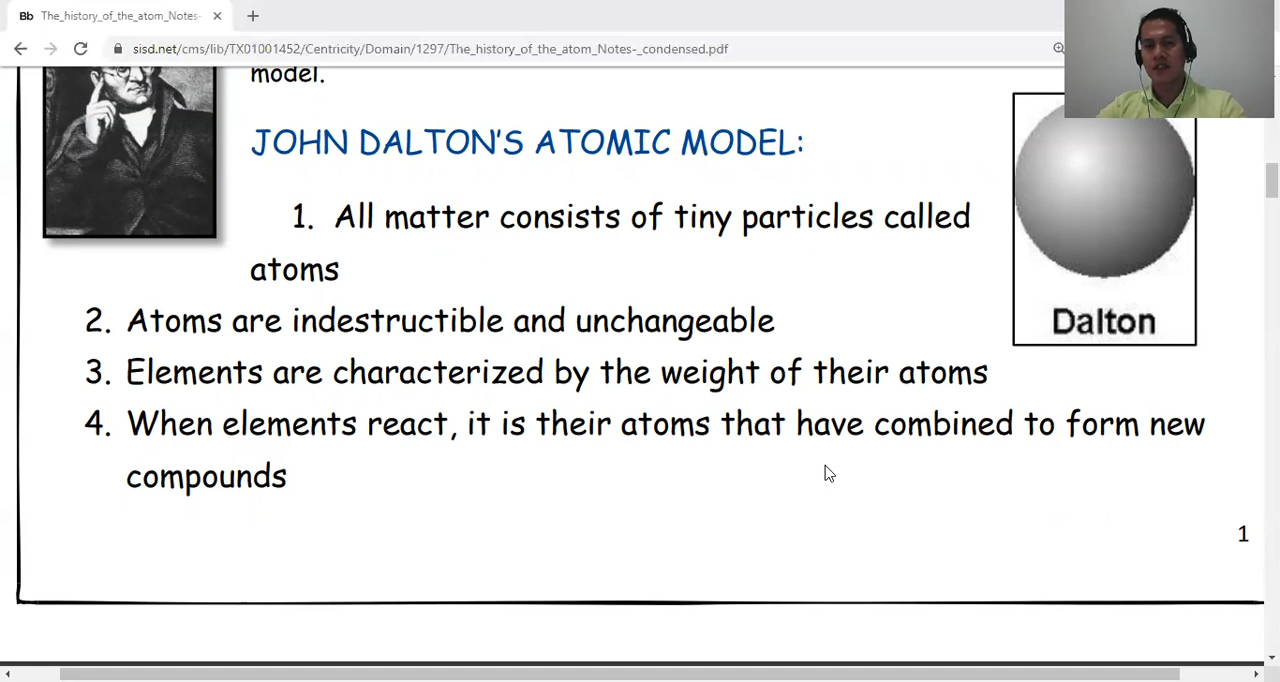 Bb The_history_of_the_atom_Notes-
sisd.net/cms/lib/TX01001452/Centricity/Domain/1297/The_history_of_the_atom_Notes-_condensed.pdf
model.
JOHN DALTON'S ATOMIC MODEL:
1. All matter consists of tiny particles called
atoms
Dalton
2. Atoms are indestructible and unchangeable
3. Elements are characterized by the weight of their atoms
4. When elements react, it is their atoms that have combined to form new
compounds
1